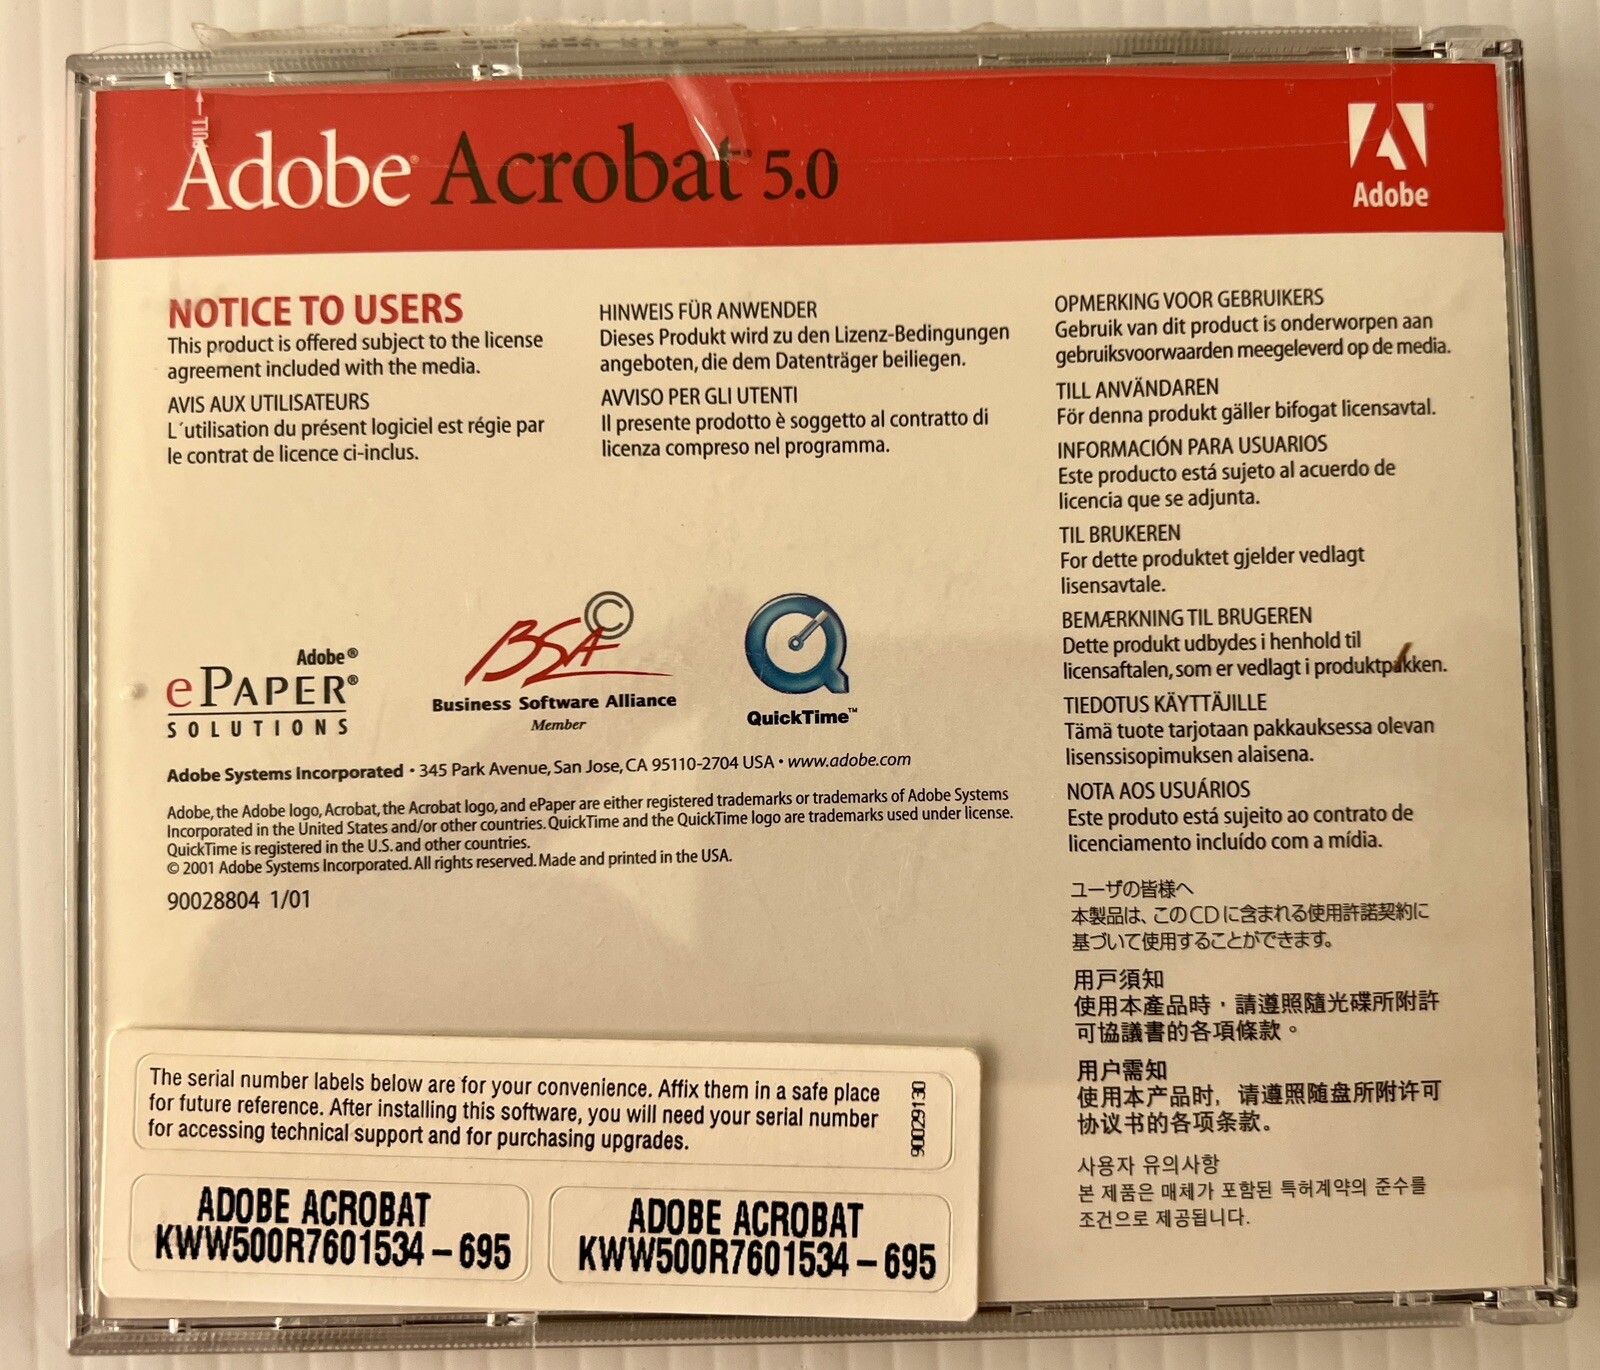 Adobe® Acrobat™ 5.0
Adobe
NOTICE TO USERS
This product is offered subject to the license
agreement included with the media.
AVIS AUX UTILISATEURS
L´utilisation du présent logiciel est régie par
le contrat de licence ci-inclus.
HINWEIS FÜR ANWENDER
Dieses Produkt wird zu den Lizenz-Bedingungen
angeboten, die dem Datenträger beiliegen.
AVVISO PER GLI UTENTI
Il presente prodotto è soggetto al contratto di
licenza compreso nel programma.
OPMERKING VOOR GEBRUIKERS
Gebruik van dit product is onderworpen aan
gebruiksvoorwaarden meegeleverd op de media.
TILL ANVÄNDAREN
För denna produkt gäller bifogat licensavtal.
INFORMACIÓN PARA USUARIOS
Este producto está sujeto al acuerdo de
licencia que se adjunta.
TIL BRUKEREN
For dette produktet gjelder vedlagt
lisensavtale.
BEMÆRKNING TIL BRUGEREN
Dette produkt udbydes i henhold til
licensaftalen, som er vedlagt i produktpakken.
TIEDOTUS KÄYTTÄJILLE
Tämä tuote tarjotaan pakkauksessa olevan
lisenssisopimuksen alaisena.
NOTA AOS USUÁRIOS
Este produto está sujeito ao contrato de
licenciamento incluído com a mídia.
ユーザの皆様へ
本製品は、このCDに含まれる使用許諾契約に
基づいて使用することができます。
用戸須知
使用本產品時，請遵照隨光碟所附許
可協議書的各項條款。
用户需知
使用本产品时，请遵照随盘所附许可
协议书的各项条款。
사용자 유의사항
본 제품은 매체가 포함된 특허계약의 준수를
조건으로 제공됩니다.
Adobe®
ePAPER®
SOLUTIONS
BSA ©
Business Software Alliance
Member
QuickTime™
Adobe Systems Incorporated • 345 Park Avenue, San Jose, CA 95110-2704 USA • www.adobe.com
Adobe, the Adobe logo, Acrobat, the Acrobat logo, and ePaper are either registered trademarks or trademarks of Adobe Systems
Incorporated in the United States and/or other countries. QuickTime and the QuickTime logo are trademarks used under license.
QuickTime is registered in the U.S. and other countries.
© 2001 Adobe Systems Incorporated. All rights reserved. Made and printed in the USA.
90028804 1/01
The serial number labels below are for your convenience. Affix them in a safe place
for future reference. After installing this software, you will need your serial number
for accessing technical support and for purchasing upgrades.
90029130
ADOBE ACROBAT
KWW500R7601534-695
ADOBE ACROBAT
KWW500R7601534-695